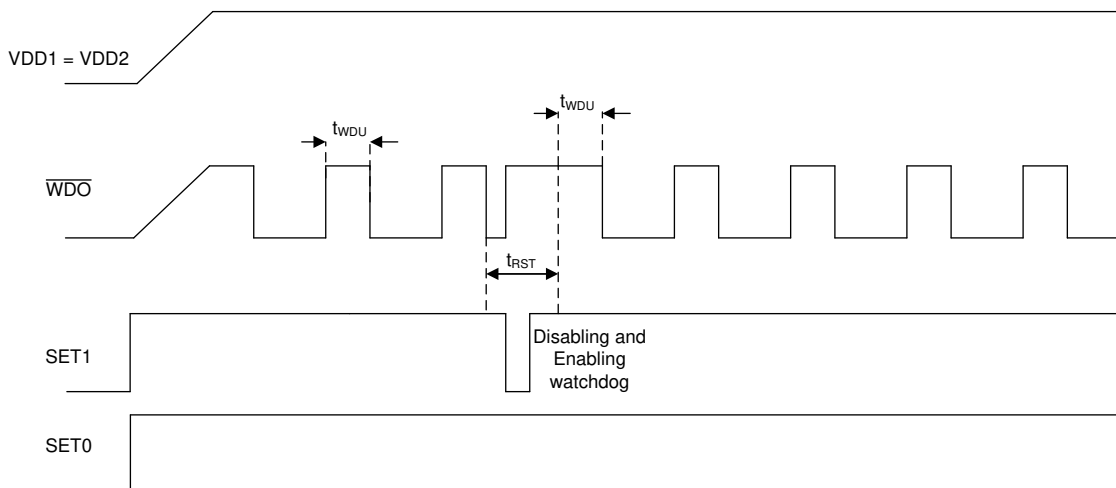 VDD1 = VDD2
tWDU
tWDU
WDO
tRST
SET1
Disabling and
Enabling
watchdog
SET0